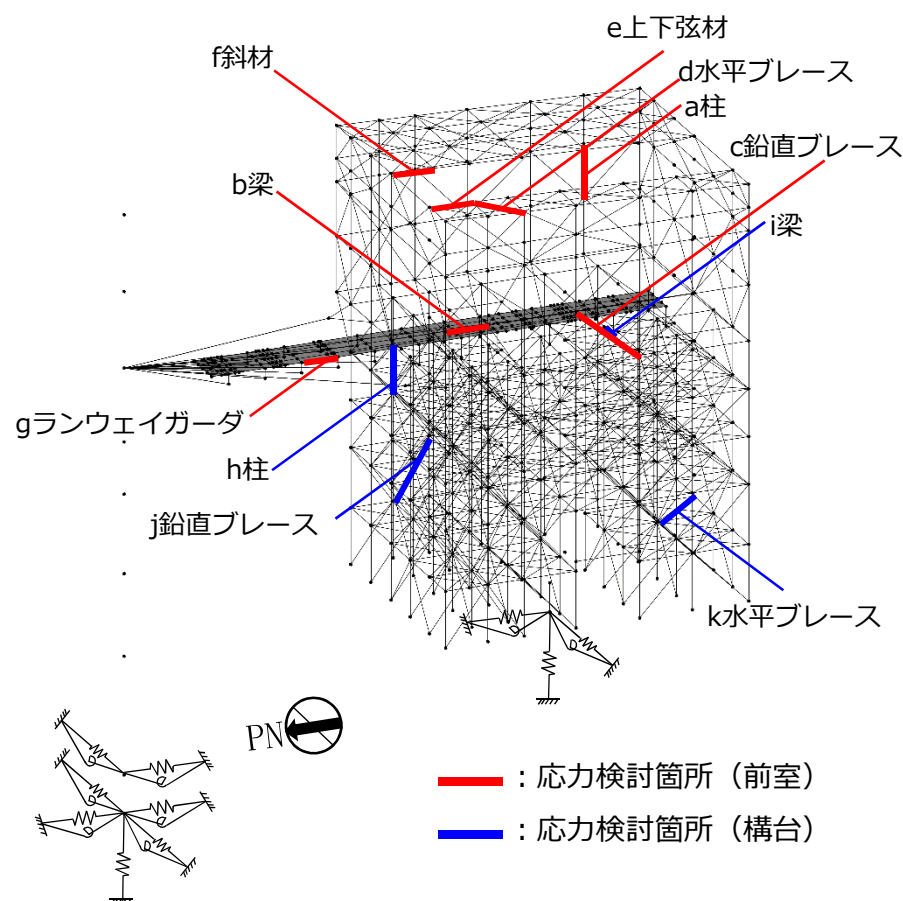 e上下弦材
f斜材
d水平ブレース
a柱
c鉛直ブレース
b梁
i梁
gランウェイガーダ
h柱
j鉛直ブレース
k水平ブレース
PN
：応力検討箇所（前室）
：応力検討箇所（構台）